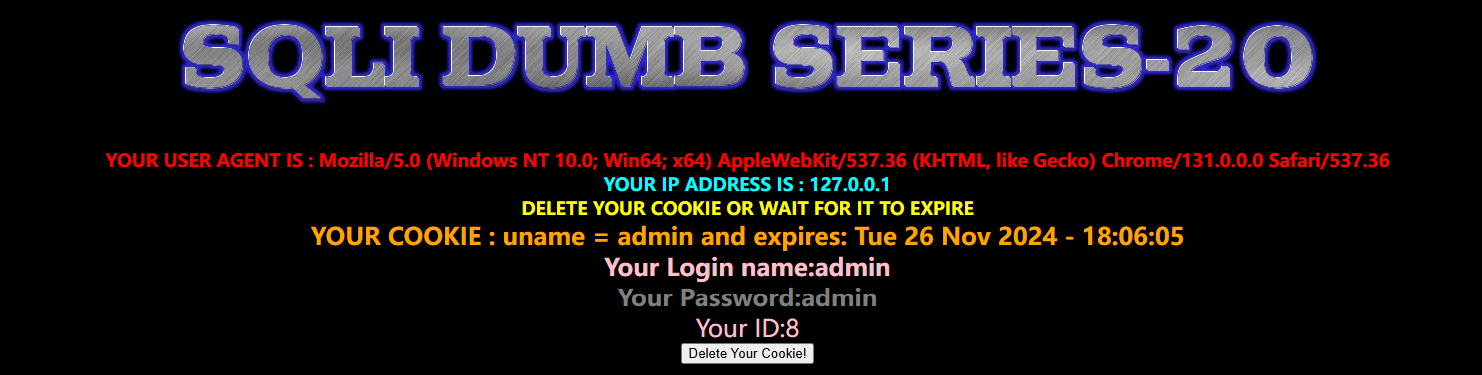 SQLI DUMB SERIES-20
YOUR USER AGENT IS : Mozilla/5.0 (Windows NT 10.0; Win64; x64) AppleWebKit/537.36 (KHTML, like Gecko) Chrome/131.0.0.0 Safari/537.36
YOUR IP ADDRESS IS : 127.0.0.1
DELETE YOUR COOKIE OR WAIT FOR IT TO EXPIRE
YOUR COOKIE : uname = admin and expires: Tue 26 Nov 2024 - 18:06:05
Your Login name:admin
Your Password:admin
Your ID:8
Delete Your Cookie!